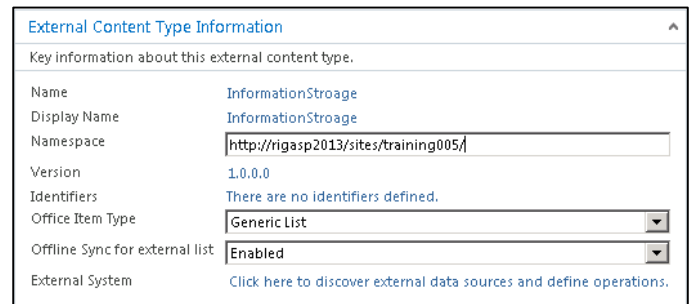 External Content Type Information
Key information about this external content type.
Name InformationStroage
Display Name InformationStroage
Namespace http://rigasp2013/sites/training005/
Version 1.0.0.0
Identifiers There are no identifiers defined.
Office Item Type Generic List
Offline Sync for external list Enabled
External System Click here to discover external data sources and define operations.